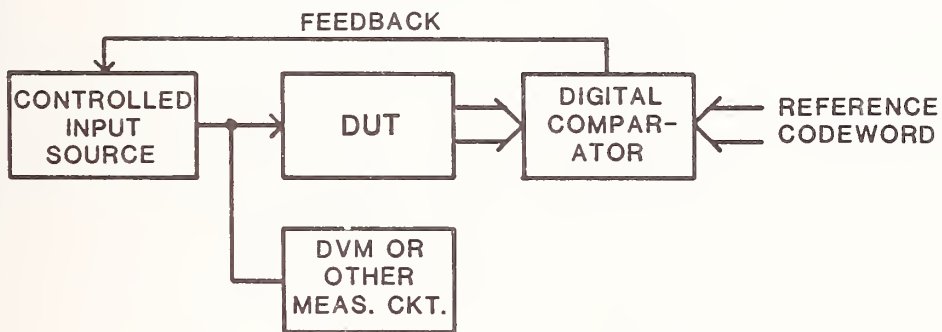 FEEDBACK
CONTROLLED
INPUT
SOURCE
DUT
DIGITAL
COMPAR-
ATOR
REFERENCE
CODEWORD
DVM OR
OTHER
MEAS. CKT.